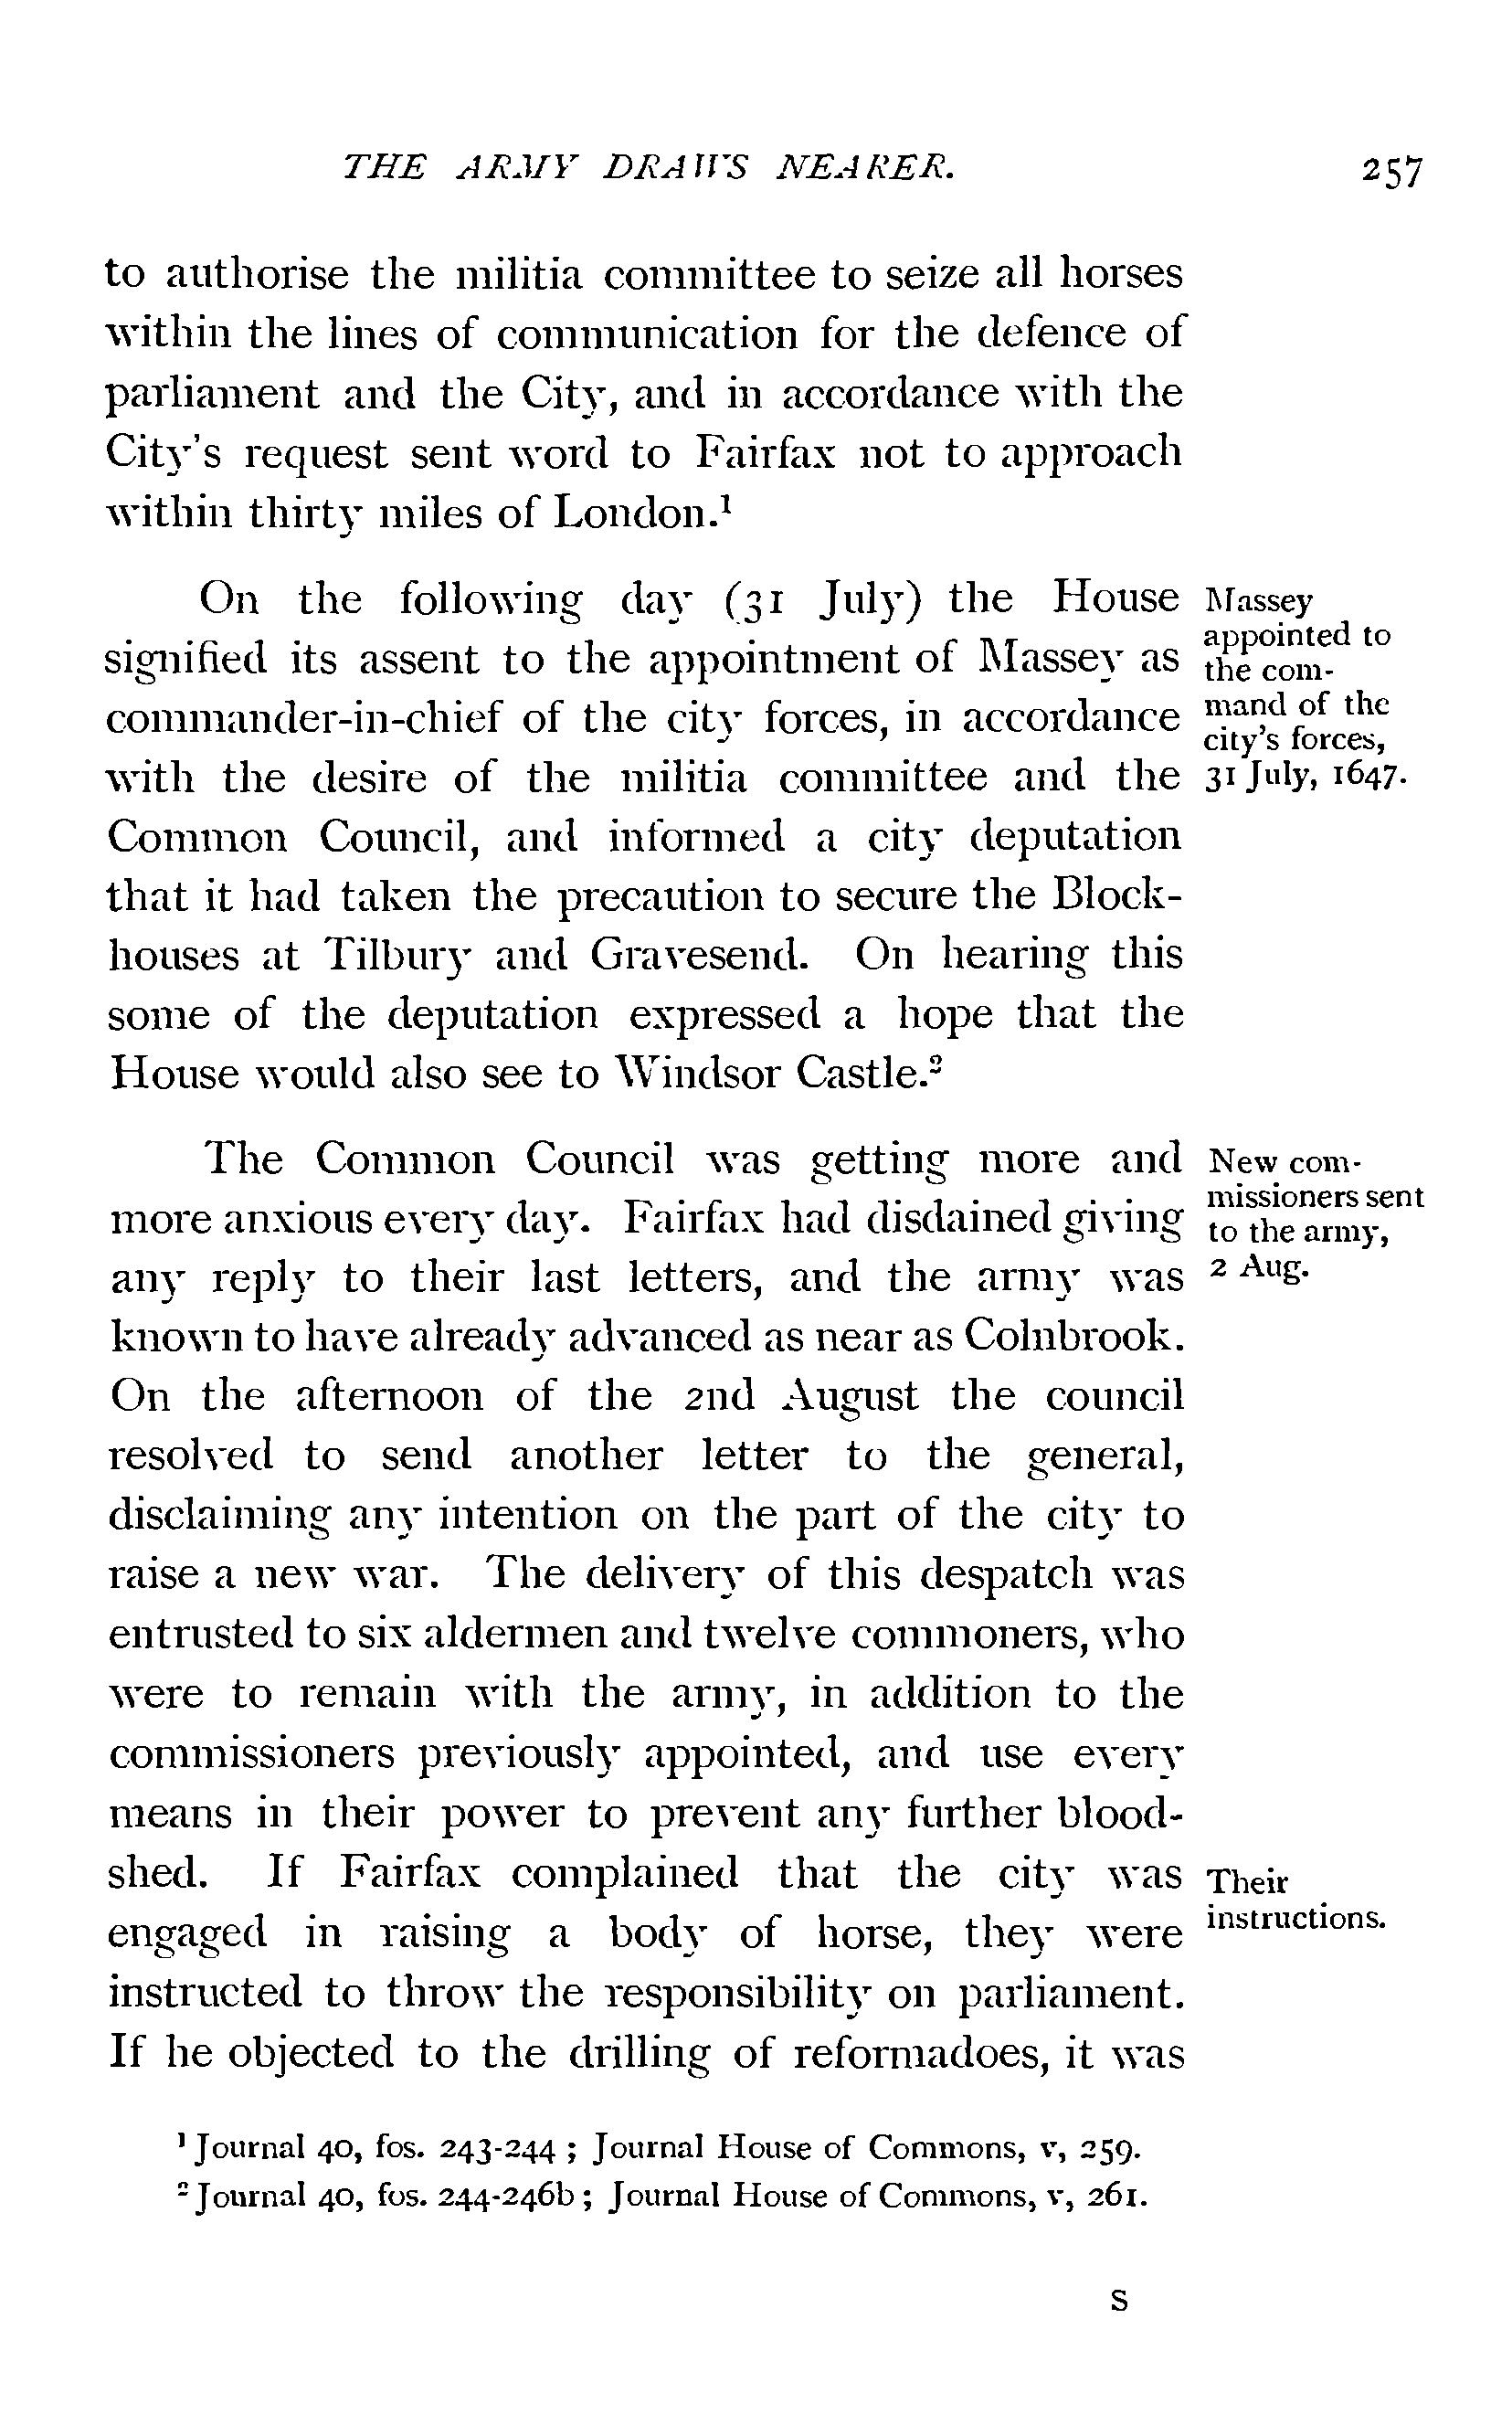 THE ARMY DRAWS NEARER. 257
to authorise the militia committee to seize all horses
within the lines of communication for the defence of
parliament and the City, and in accordance with the
City's request sent word to Fairfax not to approach
within thirty miles of London.¹
On the following day (31 July) the House
signified its assent to the appointment of Massey as
commander-in-chief of the city forces, in accordance
with the desire of the militia committee and the
Common Council, and informed a city deputation
that it had taken the precaution to secure the Block-
houses at Tilbury and Gravesend. On hearing this
some of the deputation expressed a hope that the
House would also see to Windsor Castle.²
Massey
appointed to
the com-
mand of the
city's forces,
31 July, 1647.
The Common Council was getting more and
more anxious every day. Fairfax had disdained giving
any reply to their last letters, and the army was
known to have already advanced as near as Colnbrook.
On the afternoon of the 2nd August the council
resolved to send another letter to the general,
disclaiming any intention on the part of the city to
raise a new war. The delivery of this despatch was
entrusted to six aldermen and twelve commoners, who
were to remain with the army, in addition to the
commissioners previously appointed, and use every
means in their power to prevent any further blood-
shed. If Fairfax complained that the city was
engaged in raising a body of horse, they were
instructed to throw the responsibility on parliament.
If he objected to the drilling of reformadoes, it was
New com-
missioners sent
to the army,
2 Aug.
Their
instructions.
¹ Journal 40, fos. 243-244 ; Journal House of Commons, v, 259.
² Journal 40, fos. 244-246b ; Journal House of Commons, v, 261.
S